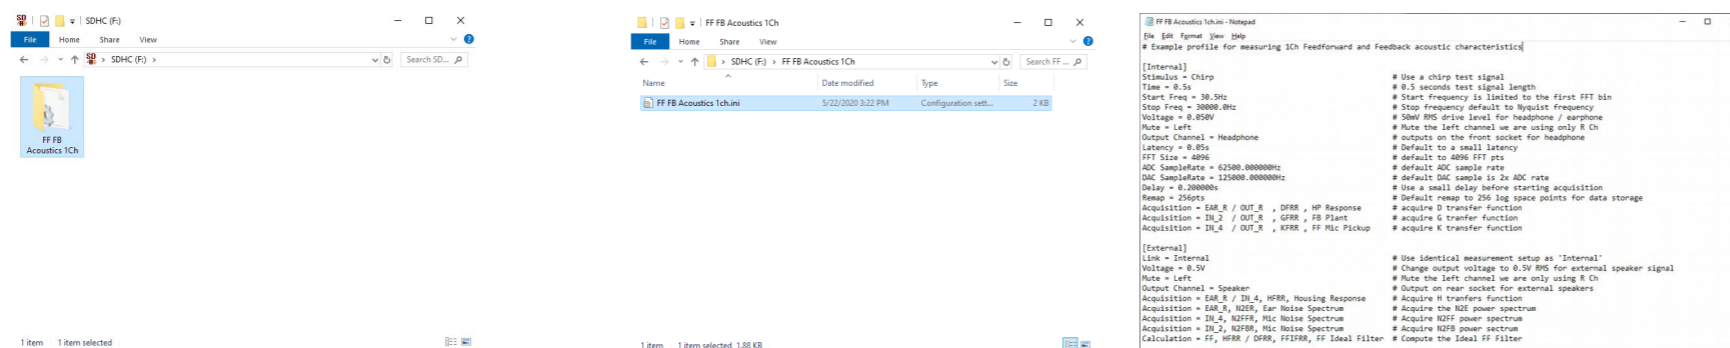 SDHC (F:)
File Home Share View
SDHC (F:)
Search SD...
FF FB
Acoustics 1Ch
1 item 1 item selected
FF FB Acoustics 1Ch
File Home Share View
SDHC (F:) > FF FB Acoustics 1Ch
Search FF ...
Name Date modified Type Size
FF FB Acoustics 1ch.ini 5/22/2020 3:22 PM Configuration sett... 2 KB
1 item 1 item selected 1.88 KB
FF FB Acoustics 1ch.ini - Notepad
File Edit Format View Help
# Example profile for measuring 1Ch Feedforward and Feedback acoustic characteristics
[Internal]
Stimulus = Chirp # Use a chirp test signal
Time = 0.5s # 0.5 seconds test signal length
Start Freq = 30.5Hz # Start frequency is limited to the first FFT bin
Stop Freq = 30000.0Hz # Stop frequency default to Nyquist frequency
Voltage = 0.050V # 50mV RMS drive level for headphone / earphone
Mute = Left # Mute the left channel we are using only R Ch
Output Channel = Headphone # outputs on the front socket for headphone
Latency = 0.05s # Default to a small latency
FFT Size = 4096 # default to 4096 FFT pts
ADC SampleRate = 62500.000000Hz # default ADC sample rate
DAC SampleRate = 125000.000000Hz # default DAC sample is 2x ADC rate
Delay = 0.200000s # Use a small delay before starting acquisition
Remap = 256pts # Default remap to 256 log space points for data storage
Acquisition = EAR_R / OUT_R , DFRR , HP Response # acquire D transfer function
Acquisition = IN_2 / OUT_R , GFRR , FB Plant # acquire G tranfer function
Acquisition = IN_4 / OUT_R , KFRR , FF Mic Pickup # acquire K transfer function
[External]
Link = Internal # Use identical measurement setup as 'Internal'
Voltage = 0.5V # Change output voltage to 0.5V RMS for external speaker signal
Mute = Left # Mute the left channel we are only using R Ch
Output Channel = Speaker # Output on rear socket for external speakers
Acquisition = EAR_R / IN_4, HFRR, Housing Response # Acquire H tranfers function
Acquisition = EAR_R, N2ER, Ear Noise Spectrum # Acquire the N2E power spectrum
Acquisition = IN_4, N2FFR, Mic Noise Spectrum # Acquire N2FF power spectrum
Acquisition = IN_2, N2FBR, Mic Noise Spectrum # Acquire N2FB power sectrum
Calculation = FF, HFRR / DFRR, FFIFRR, FF Ideal Filter # Compute the Ideal FF Filter